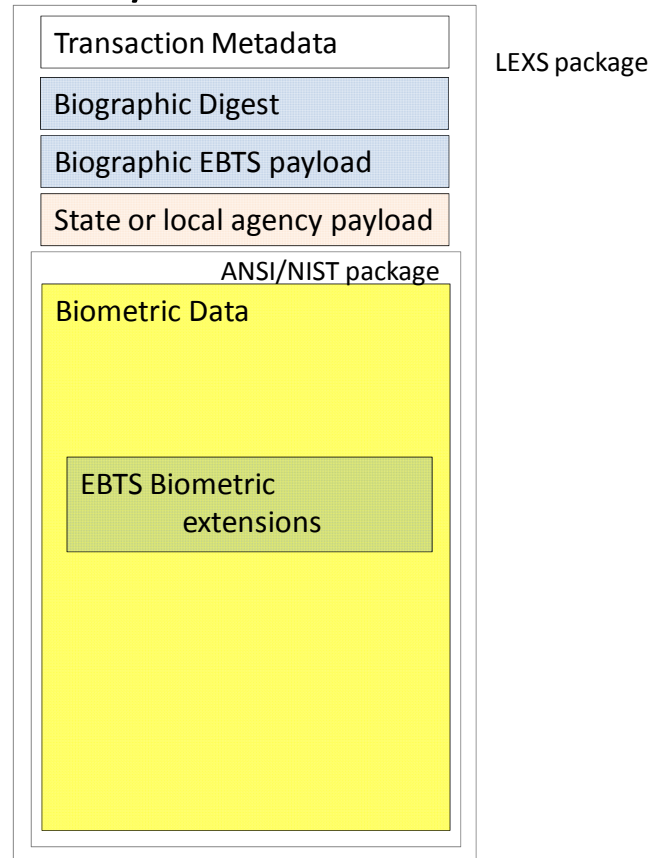 Transaction Metadata
LEXS package
Biographic Digest
Biographic EBTS payload
State or local agency payload
ANSI/NIST package
Biometric Data
EBTS Biometric
extensions